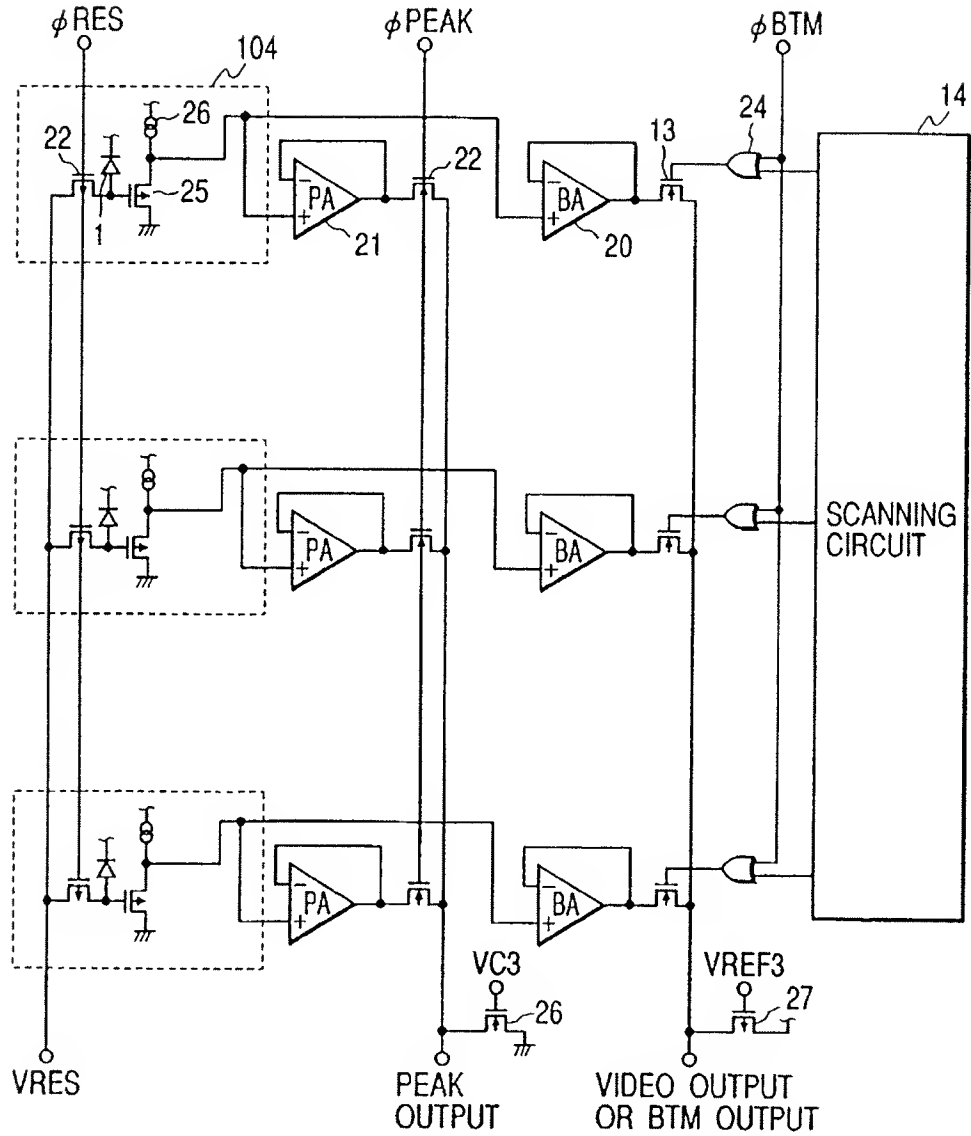 φRES
φPEAK
φBTM
104
14
26
22
24
13
22
25
1
−
PA
+
21
−
BA
+
20
−
PA
+
−
BA
+
SCANNING
CIRCUIT
−
PA
+
−
BA
+
VC3
VREF3
26
27
VRES
PEAK
OUTPUT
VIDEO OUTPUT
OR BTM OUTPUT